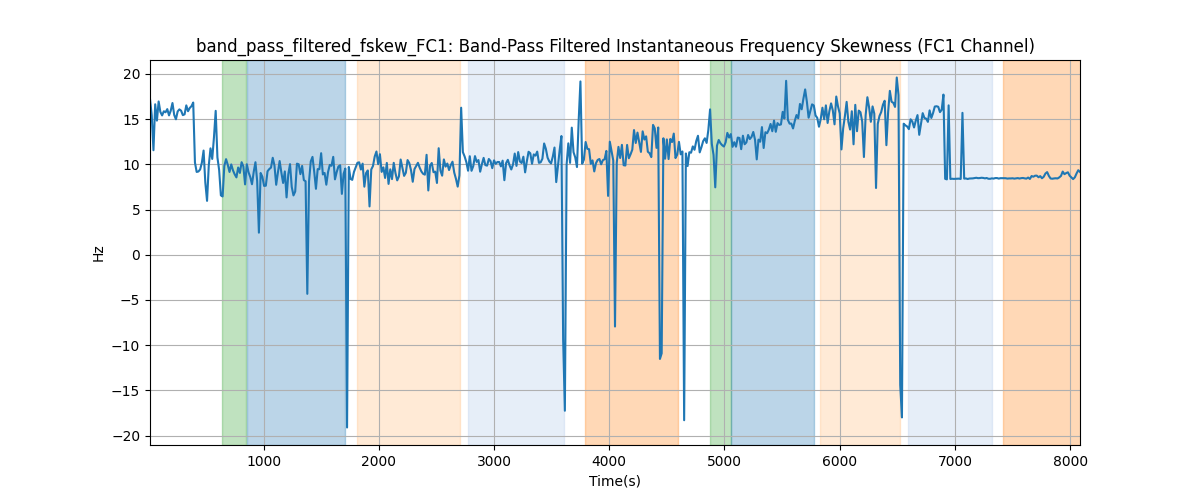 band_pass_filtered_fskew_FC1: Band-Pass Filtered Instantaneous Frequency Skewness (FC1 Channel)
20
15
10
5
0
−5
−10
−15
−20
Hz
1000 2000 3000 4000 5000 6000 7000 8000
Time(s)